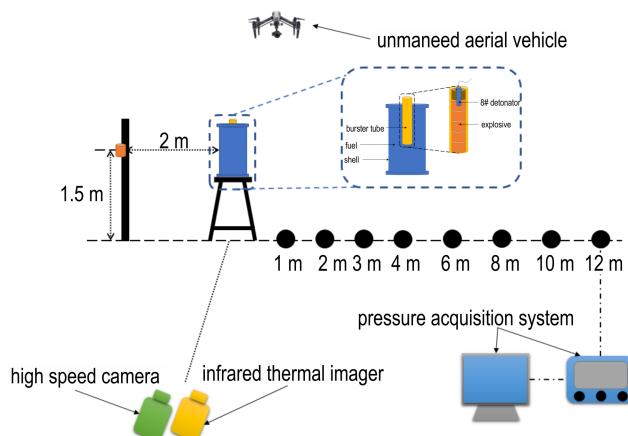 unmaneed aerial vehicle
8# detonator
burster tube
explosive
fuel
shell
2 m
1.5 m
1 m 2 m 3 m 4 m 6 m 8 m 10 m 12 m
pressure acquisition system
high speed camera
infrared thermal imager